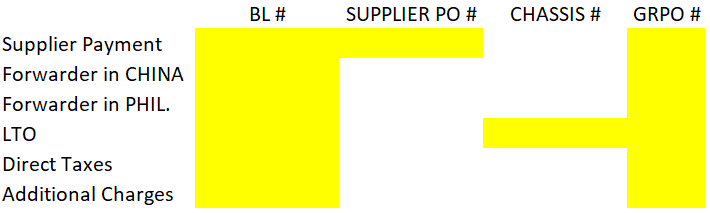 BL # SUPPLIER PO # CHASSIS # GRPO #
Supplier Payment
Forwarder in CHINA
Forwarder in PHIL.
LTO
Direct Taxes
Additional Charges